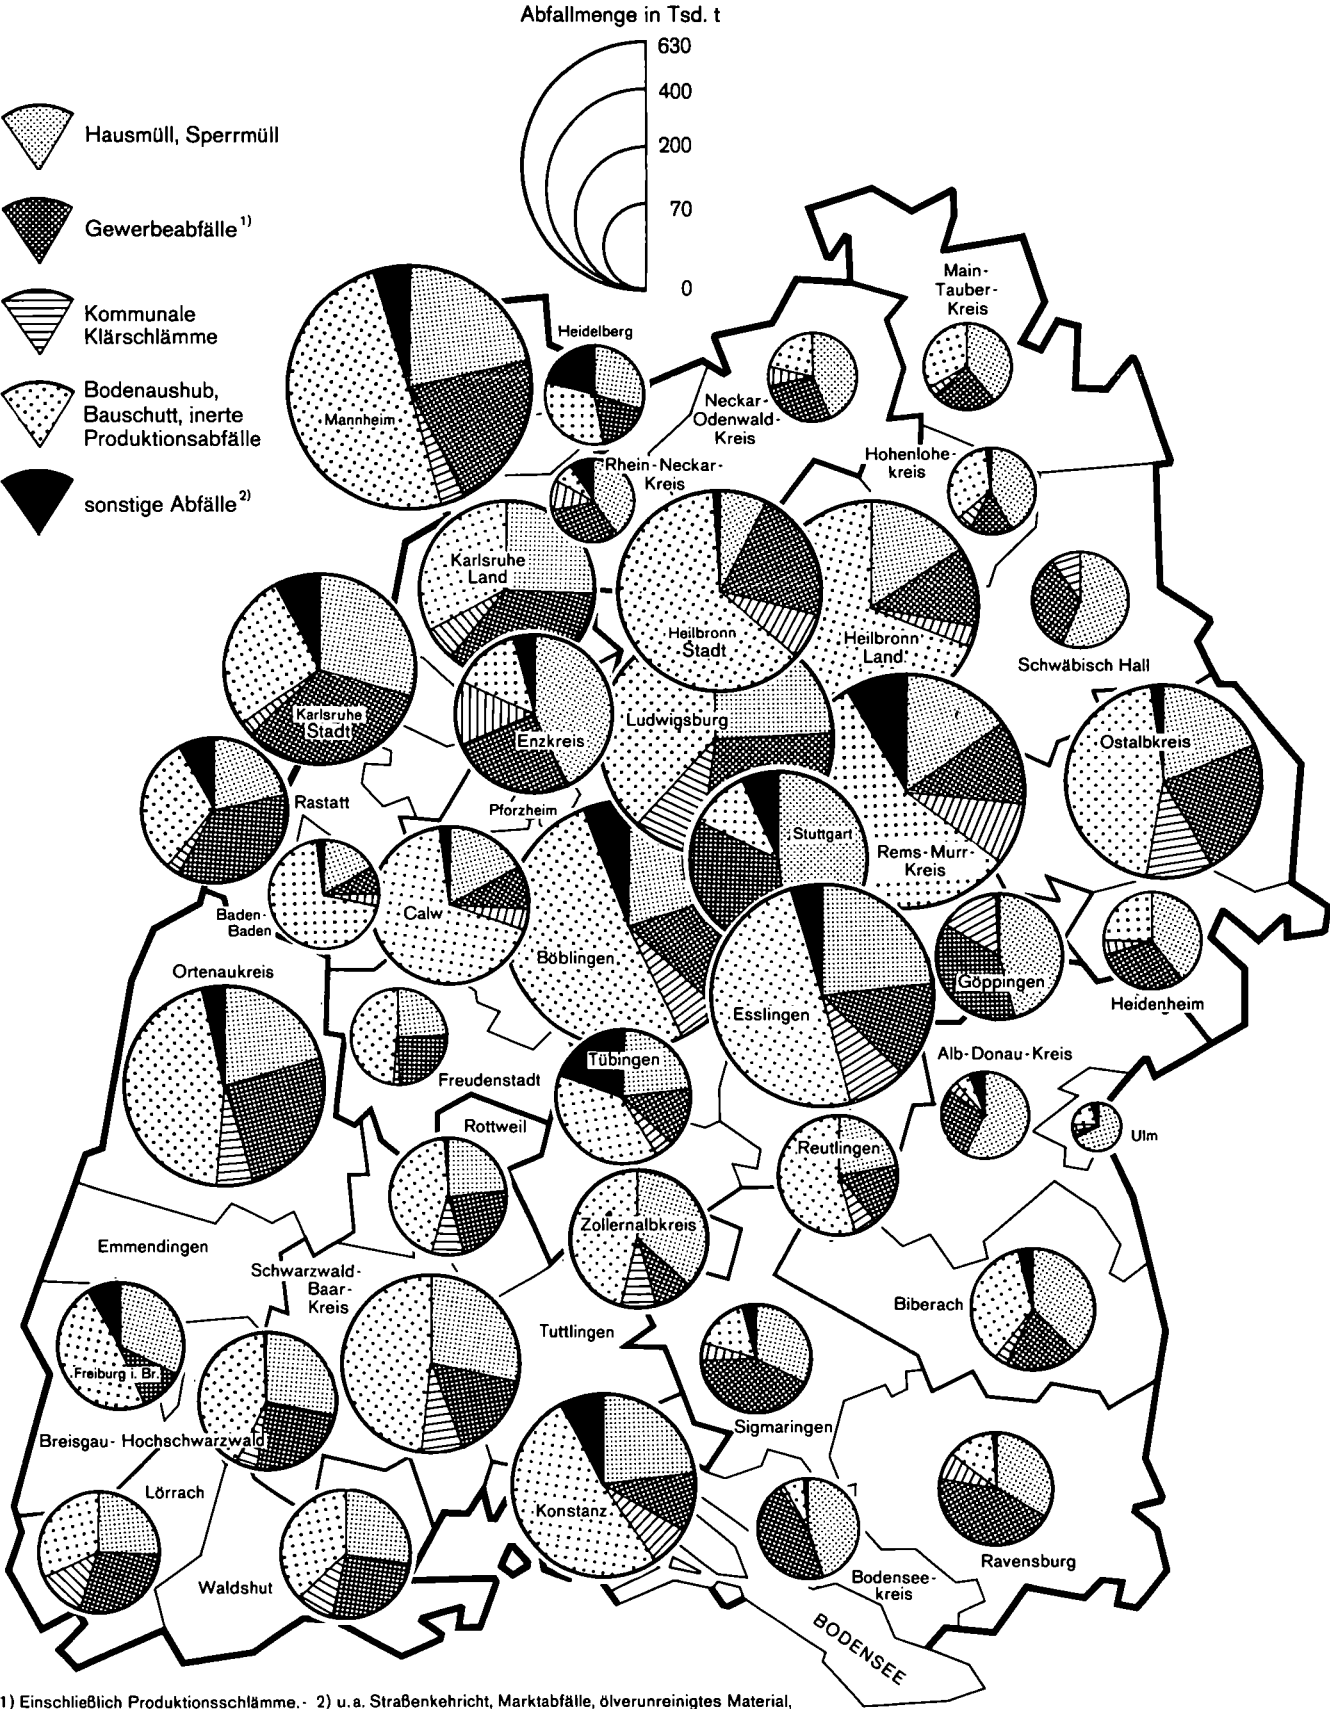 Abfallmenge in Tsd. t
630
400
200
70
0
Hausmüll, Sperrmüll
Gewerbeabfälle 1)
Kommunale
Klärschlämme
Bodenaushub,
Bauschutt, inerte
Produktionsabfälle
sonstige Abfälle 2)
Main-
Tauber-
Kreis
Heidelberg
Mannheim
Neckar-
Odenwald-
Kreis
Hohenlohe-
kreis
Rhein-Neckar-
Kreis
Karlsruhe
Land
Heilbronn
Stadt
Heilbronn
Land
Schwäbisch Hall
Karlsruhe
Stadt
Enzkreis
Ludwigsburg
Ostalbkreis
Rastatt
Pforzheim
Stuttgart
Rems-Murr-
Kreis
Baden-
Baden
Calw
Böblingen
Esslingen
Göppingen
Heidenheim
Ortenaukreis
Freudenstadt
Tübingen
Alb-Donau-Kreis
Ulm
Rottweil
Reutlingen
Zollernalbkreis
Emmendingen
Schwarzwald-
Baar-
Kreis
Tuttlingen
Biberach
Freiburg i. Br.
Sigmaringen
Breisgau- Hochschwarzwald
Lörrach
Konstanz
Ravensburg
Waldshut
Bodensee-
kreis
BODENSEE
1) Einschließlich Produktionsschlämme.- 2) u.a. Straßenkehricht, Marktabfälle, ölverunreinigtes Material,